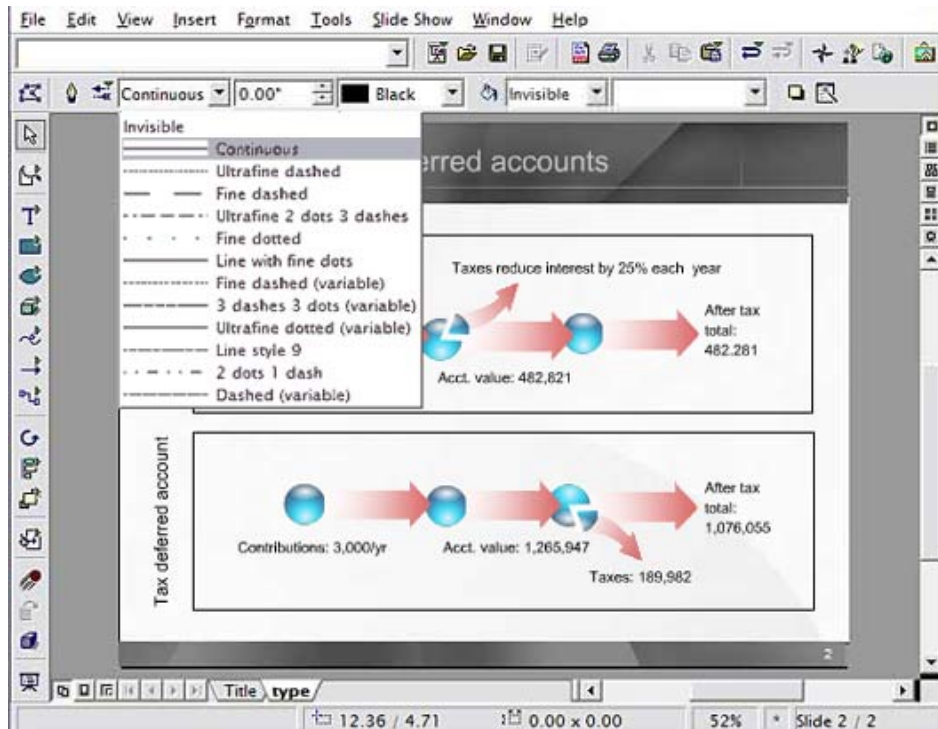 File Edit View Insert Format Tools Slide Show Window Help
Continuous 0.00" Black Invisible
Invisible
Continuous
Ultrafine dashed
Fine dashed
Ultrafine 2 dots 3 dashes
Fine dotted
Line with fine dots
Fine dashed (variable)
3 dashes 3 dots (variable)
Ultrafine dotted (variable)
Line style 9
2 dots 1 dash
Dashed (variable)
accounts
Taxes reduce interest by 25% each year
After tax
total:
482.281
Acct. value: 482,821
Tax deferred account
After tax
total:
1,076,055
Contributions: 3,000/yr
Acct. value: 1,265,947
Taxes: 189,982
2
Title type
12.36 / 4.71 0.00 x 0.00 52% * Slide 2 / 2